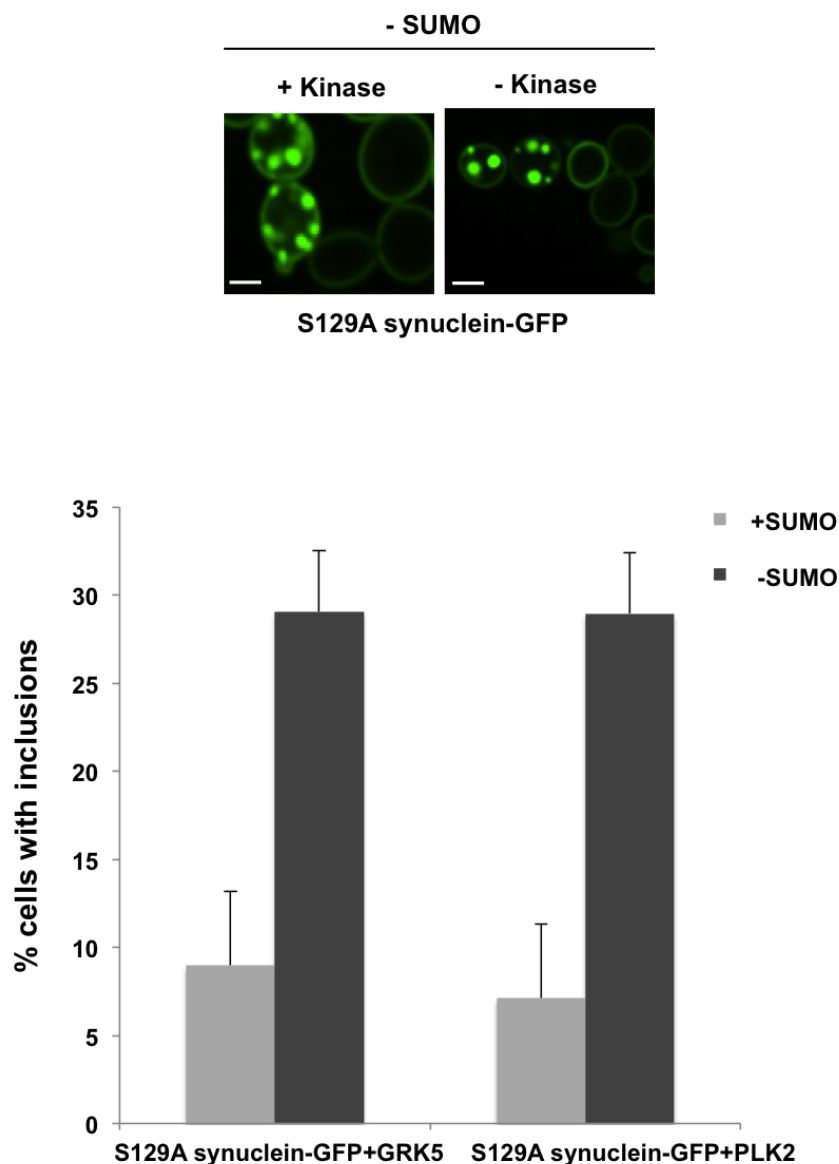 - SUMO
+ Kinase - Kinase
S129A synuclein-GFP
35
+SUMO
30
-SUMO
25
20
15
10
5
0
% cells with inclusions
S129A synuclein-GFP+GRK5 S129A synuclein-GFP+PLK2